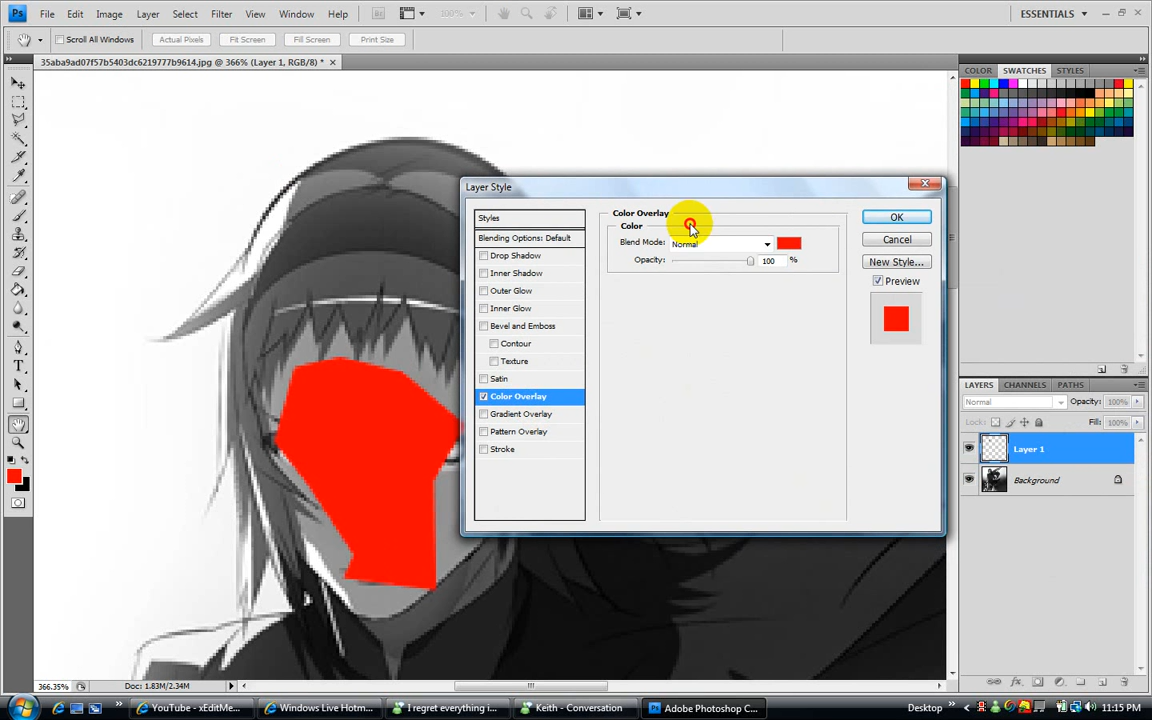 Ps File Edit Image Layer Select Filter View Window Help Br 100% ESSENTIALS
Scroll All Windows Actual Pixels Fit Screen Fill Screen Print Size
35aba9ad07f57b5403dc6219777b9614.jpg @ 366% (Layer 1, RGB/8) *
COLOR SWATCHES STYLES
Layer Style
Styles
Blending Options: Default
Drop Shadow
Inner Shadow
Outer Glow
Inner Glow
Bevel and Emboss
Contour
Texture
Satin
Color Overlay
Gradient Overlay
Pattern Overlay
Stroke
Color Overlay
Color
Blend Mode: Normal
Opacity: 100 %
OK
Cancel
New Style...
Preview
LAYERS CHANNELS PATHS
Normal Opacity: 100%
Lock: Fill: 100%
Layer 1
Background
366.35% Doc: 1.83M/2.34M
YouTube - xEditMe... Windows Live Hotm... I regret everything i... Keith - Conversation Ps Adobe Photoshop C... Desktop 11:15 PM